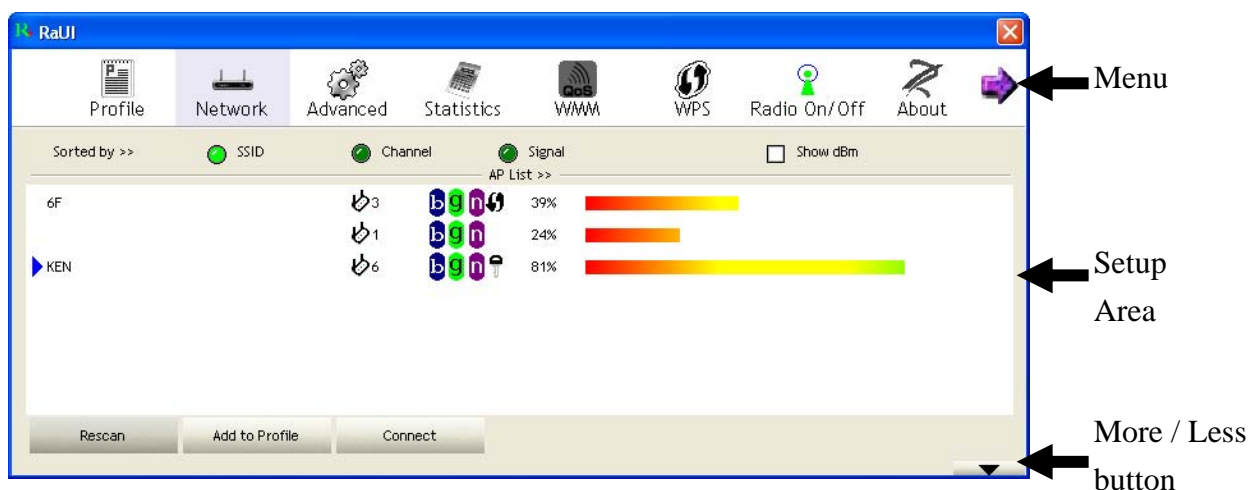 RaUI
Profile Network Advanced Statistics QoS WMM WPS Radio On/Off About
Menu
Sorted by >> SSID Channel Signal Show dBm
AP List >>
6F 3 b g n 39%
1 b g n 24%
KEN 6 b g n 81%
Setup
Area
Rescan Add to Profile Connect
More / Less
button